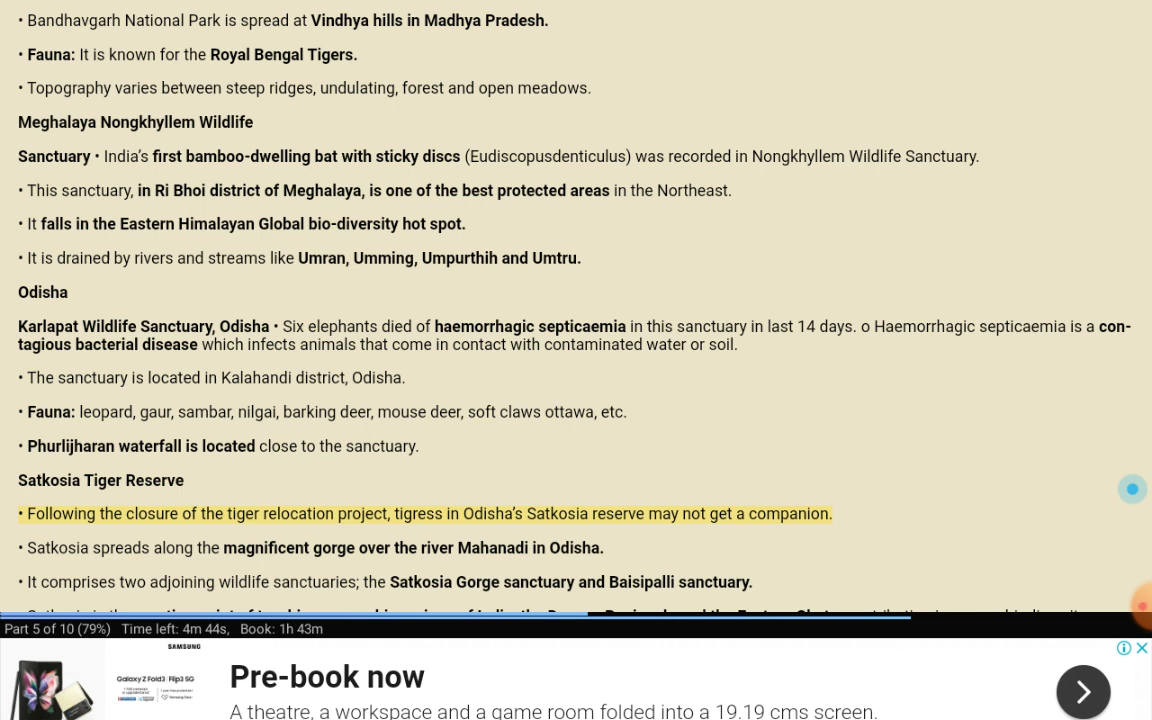 • Bandhavgarh National Park is spread at Vindhya hills in Madhya Pradesh.
• Fauna: It is known for the Royal Bengal Tigers.
• Topography varies between steep ridges, undulating, forest and open meadows.
Meghalaya Nongkhyllem Wildlife
Sanctuary • India’s first bamboo-dwelling bat with sticky discs (Eudiscopusdenticulus) was recorded in Nongkhyllem Wildlife Sanctuary.
• This sanctuary, in Ri Bhoi district of Meghalaya, is one of the best protected areas in the Northeast.
• It falls in the Eastern Himalayan Global bio-diversity hot spot.
• It is drained by rivers and streams like Umran, Umming, Umpurthih and Umtru.
Odisha
Karlapat Wildlife Sanctuary, Odisha • Six elephants died of haemorrhagic septicaemia in this sanctuary in last 14 days. o Haemorrhagic septicaemia is a con-
tagious bacterial disease which infects animals that come in contact with contaminated water or soil.
• The sanctuary is located in Kalahandi district, Odisha.
• Fauna: leopard, gaur, sambar, nilgai, barking deer, mouse deer, soft claws ottawa, etc.
• Phurlijharan waterfall is located close to the sanctuary.
Satkosia Tiger Reserve
• Following the closure of the tiger relocation project, tigress in Odisha’s Satkosia reserve may not get a companion.
• Satkosia spreads along the magnificent gorge over the river Mahanadi in Odisha.
• It comprises two adjoining wildlife sanctuaries; the Satkosia Gorge sanctuary and Baisipalli sanctuary.
Part 5 of 10 (79%) Time left: 4m 44s, Book: 1h 43m
SAMSUNG
Galaxy Z Fold3 Flip3 5G
Pre-book now
A theatre, a workspace and a game room folded into a 19.19 cms screen.